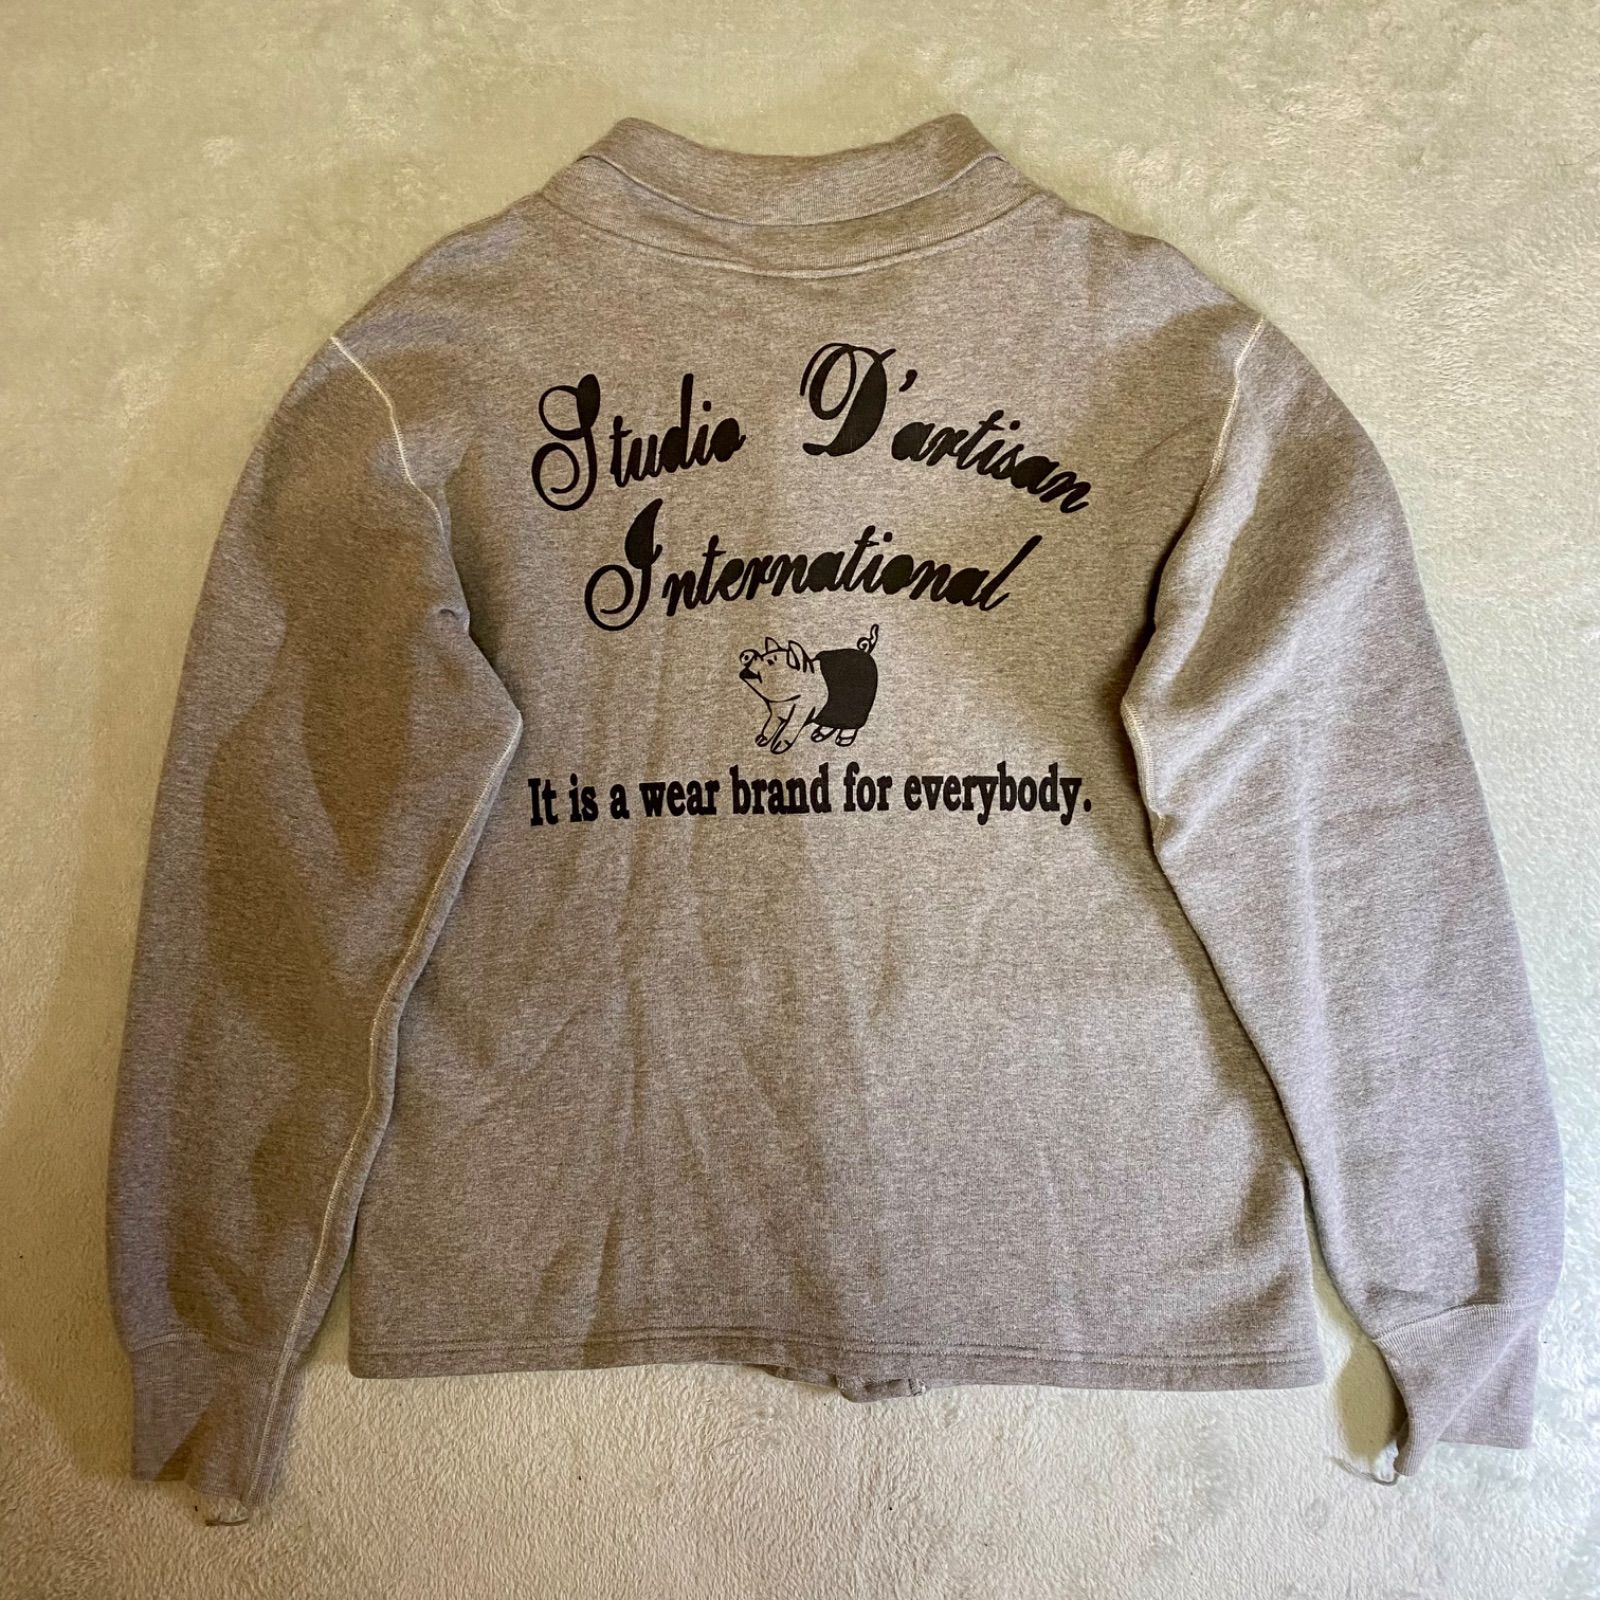 Studio D'artisan
International
It is a wear brand for everybody.